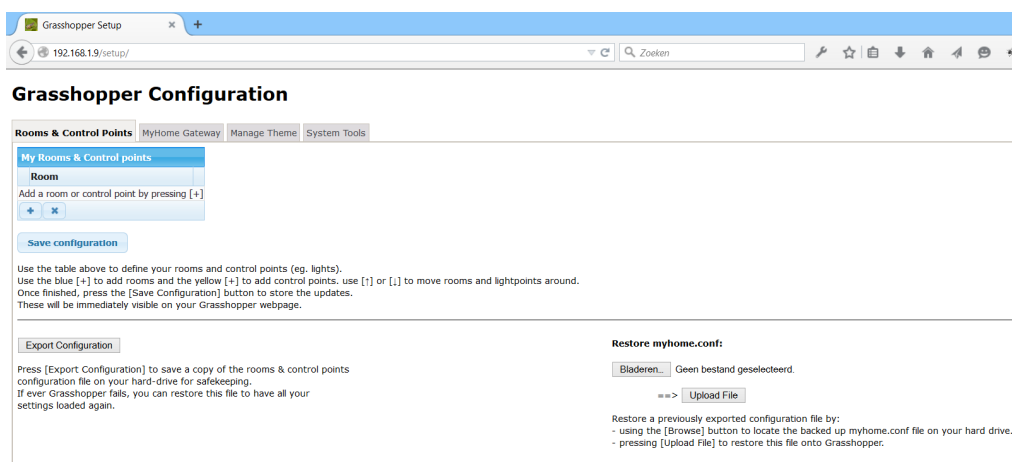 Grasshopper Setup
192.168.1.9/setup/
Zoeken
Grasshopper Configuration
Rooms & Control Points MyHome Gateway Manage Theme System Tools
My Rooms & Control points
Room
Add a room or control point by pressing [+]
Save configuration
Use the table above to define your rooms and control points (eg. lights).
Use the blue [+] to add rooms and the yellow [+] to add control points. use [↑] or [↓] to move rooms and lightpoints around.
Once finished, press the [Save Configuration] button to store the updates.
These will be immediately visible on your Grasshopper webpage.
Export Configuration
Press [Export Configuration] to save a copy of the rooms & control points
configuration file on your hard-drive for safekeeping.
If ever Grasshopper fails, you can restore this file to have all your
settings loaded again.
Restore myhome.conf:
Bladeren... Geen bestand geselecteerd.
==> Upload File
Restore a previously exported configuration file by:
- using the [Browse] button to locate the backed up myhome.conf file on your hard drive.
- pressing [Upload File] to restore this file onto Grasshopper.